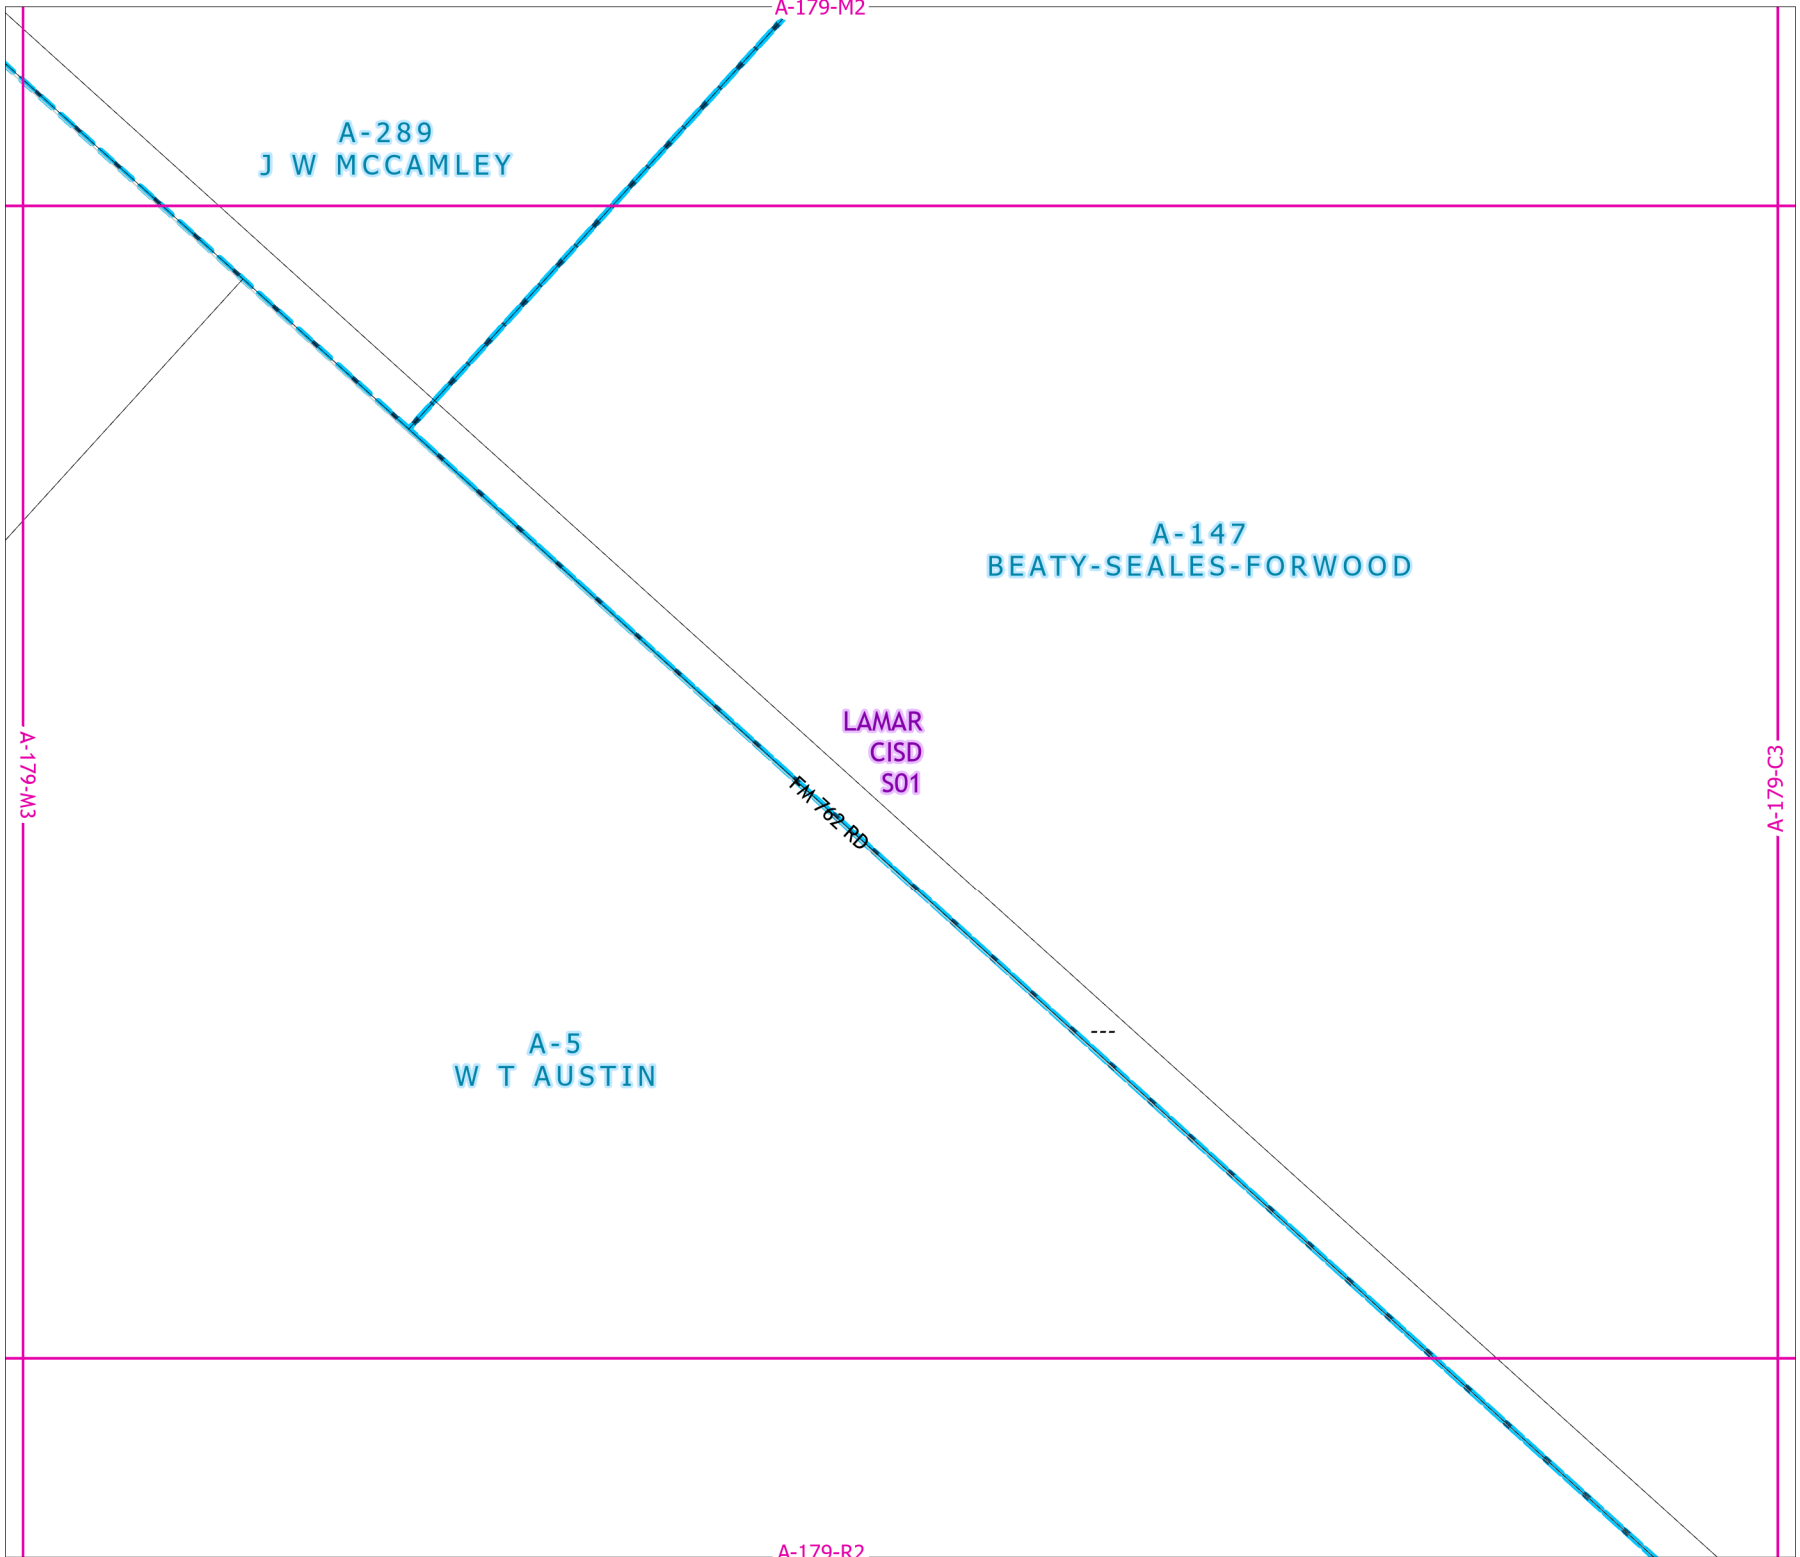 A-179-M2
A-289
J W MCCAMLEY
A-147
BEATY-SEALES-FORWOOD
LAMAR
CISD
S01
A-179-M3
A-179-C3
FM 762 RD
---
A-5
W T AUSTIN
A-179-R2